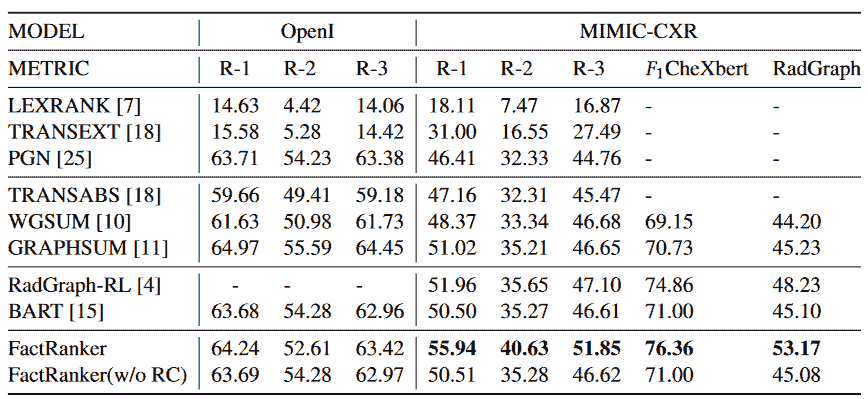 MODEL OpenI MIMIC-CXR
METRIC R-1 R-2 R-3 R-1 R-2 R-3 F₁CheXbert RadGraph
LEXRANK [7] 14.63 4.42 14.06 18.11 7.47 16.87 - -
TRANSEXT [18] 15.58 5.28 14.42 31.00 16.55 27.49 - -
PGN [25] 63.71 54.23 63.38 46.41 32.33 44.76 - -
TRANSABS [18] 59.66 49.41 59.18 47.16 32.31 45.47 - -
WGSUM [10] 61.63 50.98 61.73 48.37 33.34 46.68 69.15 44.20
GRAPHSUM [11] 64.97 55.59 64.45 51.02 35.21 46.65 70.73 45.23
RadGraph-RL [4] - - - 51.96 35.65 47.10 74.86 48.23
BART [15] 63.68 54.28 62.96 50.50 35.27 46.61 71.00 45.10
FactRanker 64.24 52.61 63.42 55.94 40.63 51.85 76.36 53.17
FactRanker(w/o RC) 63.69 54.28 62.97 50.51 35.28 46.62 71.00 45.08